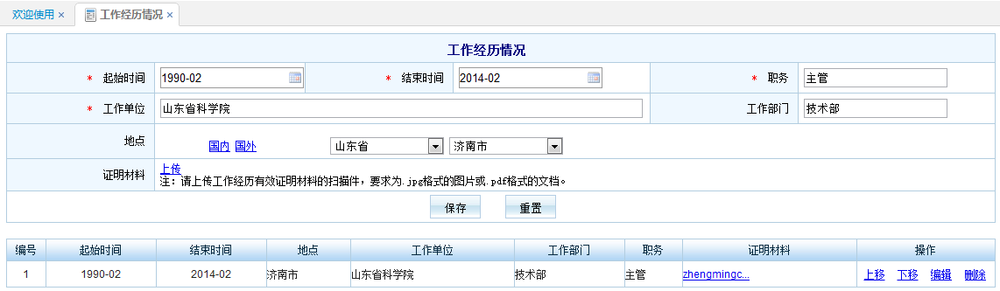 欢迎使用 × 工作经历情况 ×
工作经历情况
* 起始时间 1990-02 * 结束时间 2014-02 * 职务 主管
* 工作单位 山东省科学院 工作部门 技术部
地点 国内 国外 山东省 济南市
证明材料 上传
注：请上传工作经历有效证明材料的扫描件，要求为.jpg格式的图片或.pdf格式的文档。
保存 重置
编号 起始时间 结束时间 地点 工作单位 工作部门 职务 证明材料 操作
1 1990-02 2014-02 济南市 山东省科学院 技术部 主管 zhengmingc... 上移 下移 编辑 删除